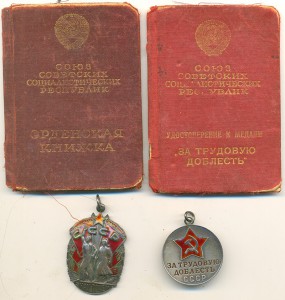 СОЮЗ
СОВЕТСКИХ
СОЦИАЛИСТИЧЕСКИХ
РЕСПУБЛИК
ОРДЕНСКАЯ
КНИЖКА
СОЮЗ
СОВЕТСКИХ
СОЦИАЛИСТИЧЕСКИХ
РЕСПУБЛИК
УДОСТОВЕРЕНИЕ К МЕДАЛИ
"ЗА ТРУДОВУЮ
ДОБЛЕСТЬ"
СССР
ЗА ТРУДОВУЮ
ДОБЛЕСТЬ
СССР